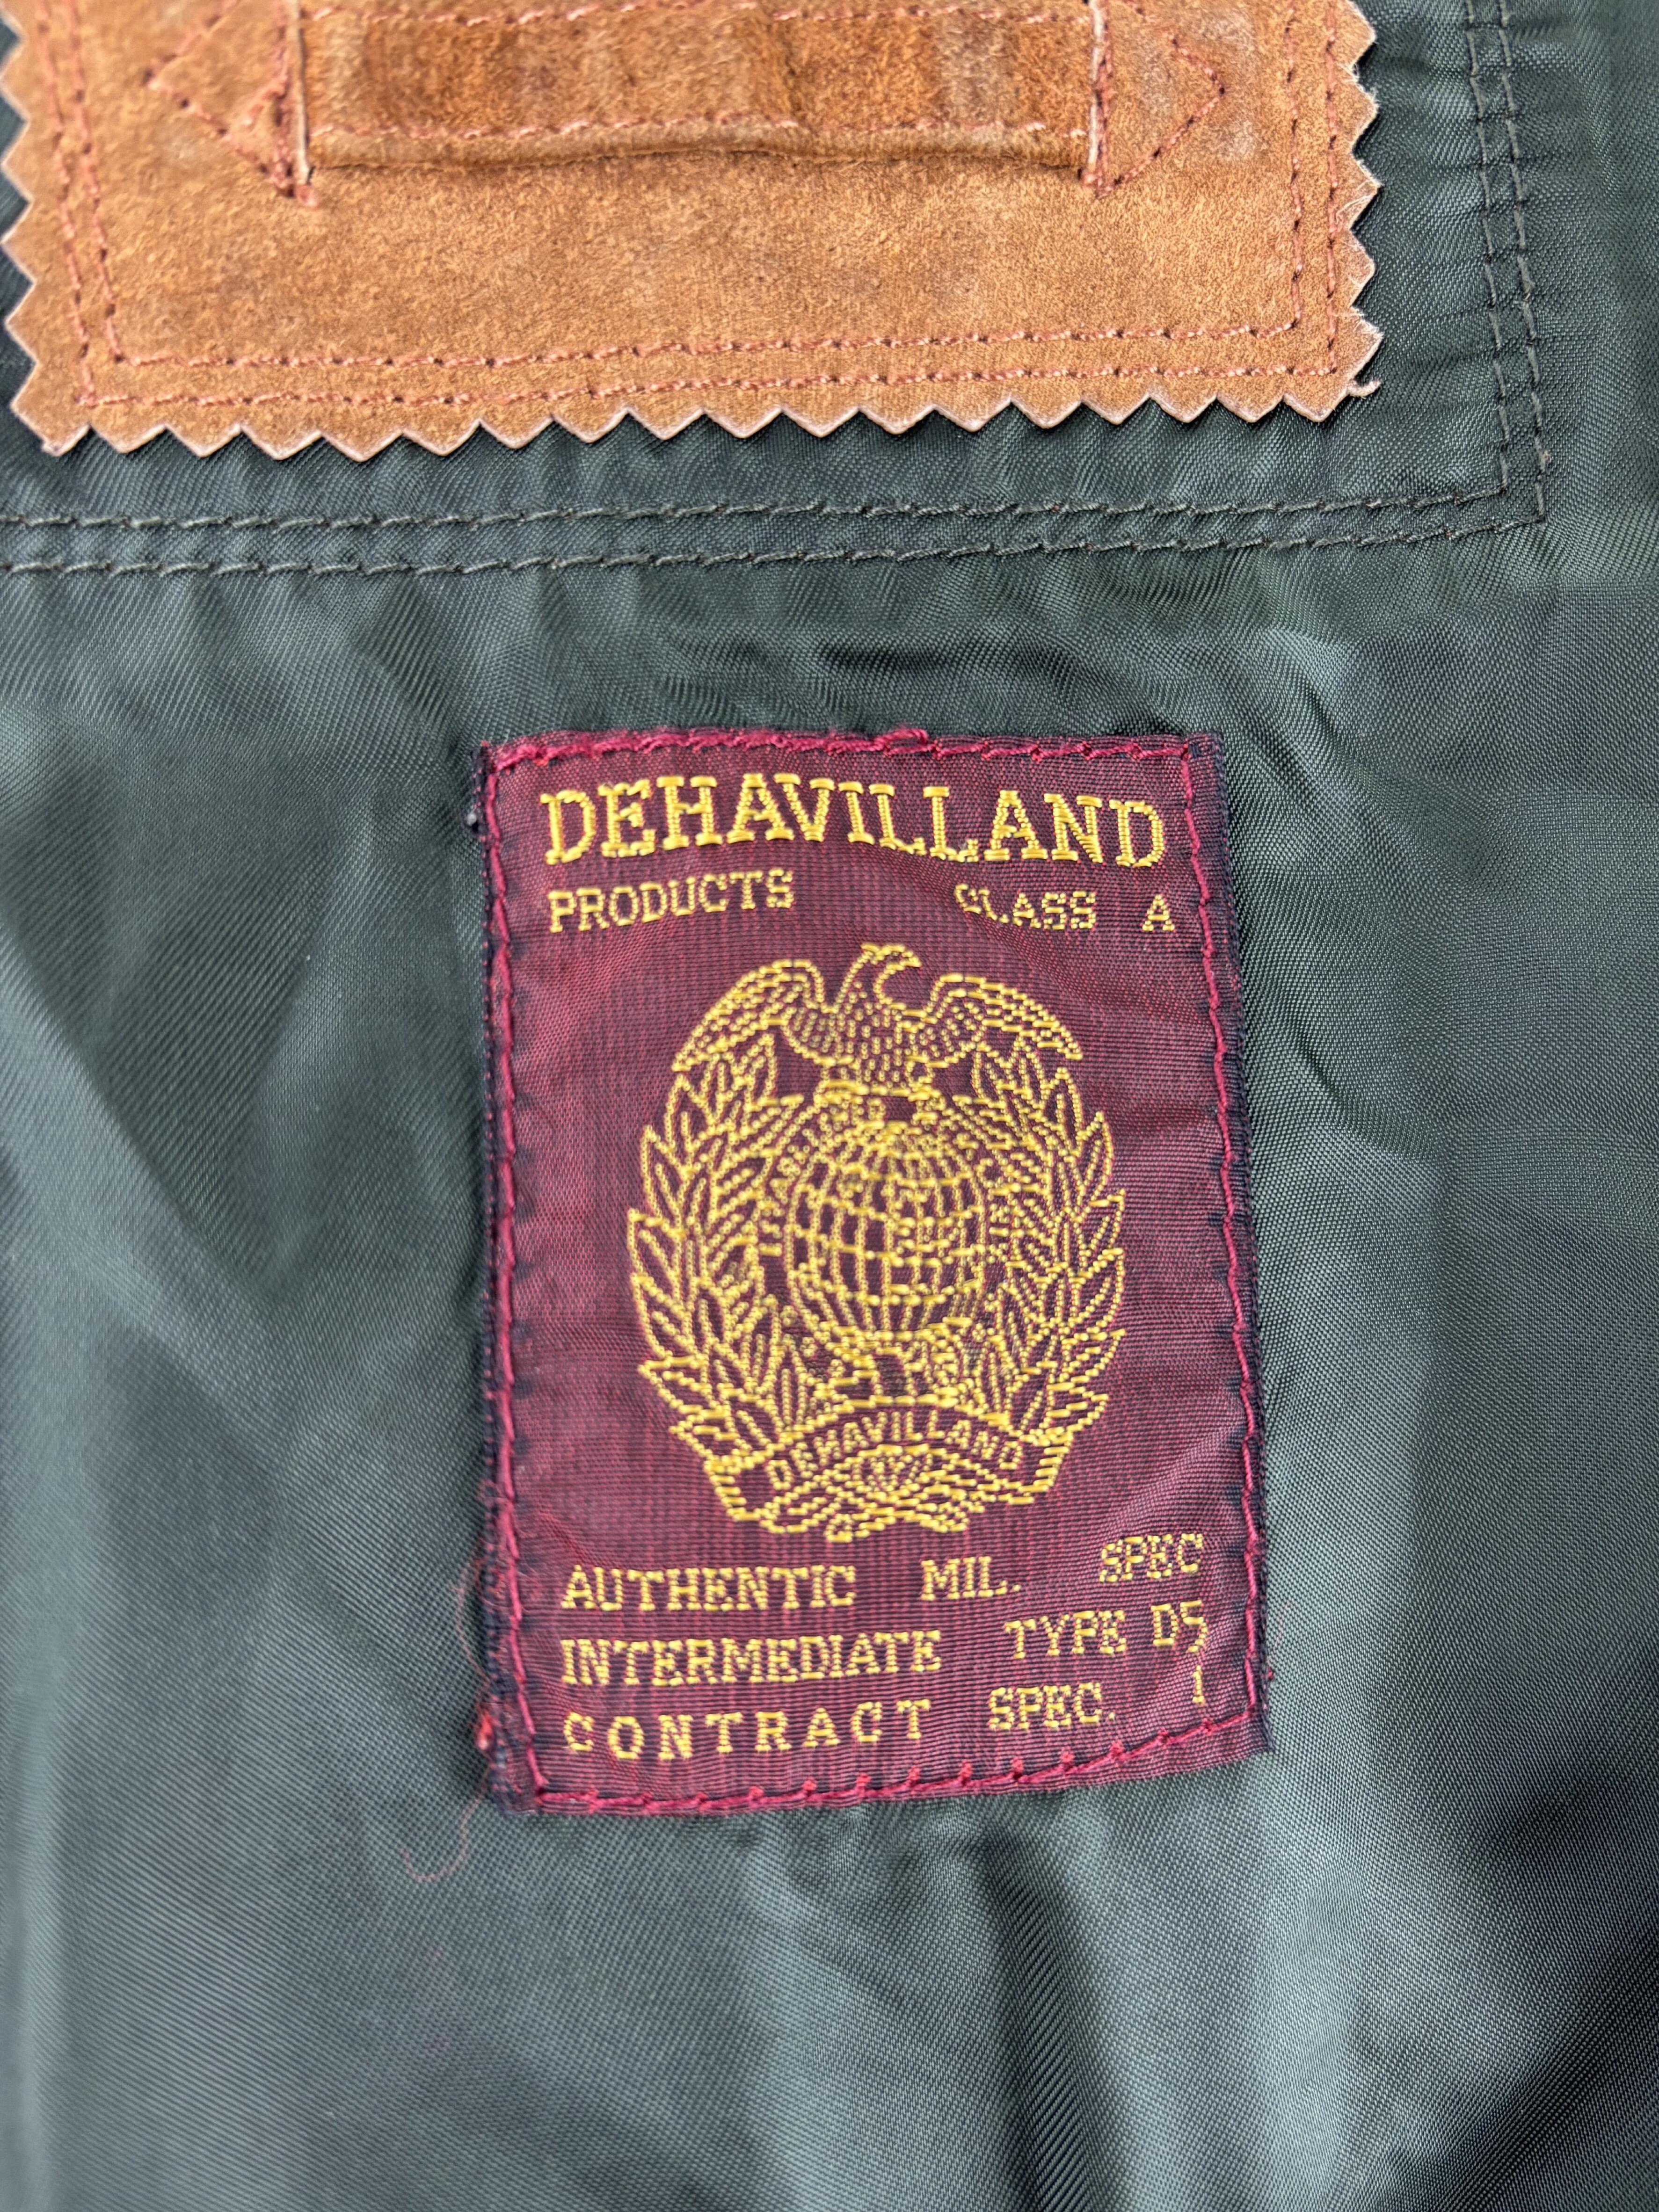 DEHAVILLAND
PRODUCTS CLASS A
DEHAVILLAND
AUTHENTIC MIL. SPEC
INTERMEDIATE TYPE D5
CONTRACT SPEC. 1